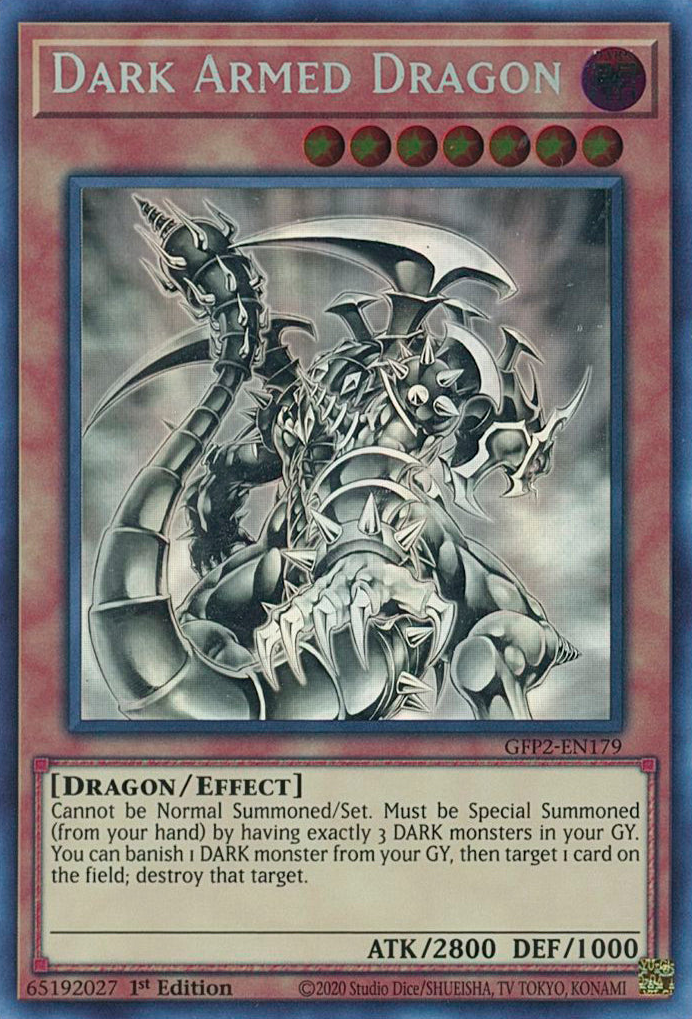 DARK ARMED DRAGON
GFP2-EN179
[DRAGON/EFFECT]
Cannot be Normal Summoned/Set. Must be Special Summoned
(from your hand) by having exactly 3 DARK monsters in your GY.
You can banish 1 DARK monster from your GY, then target 1 card on
the field; destroy that target.
ATK/2800 DEF/1000
65192027 1st Edition ©2020 Studio Dice/SHUEISHA, TV TOKYO, KONAMI